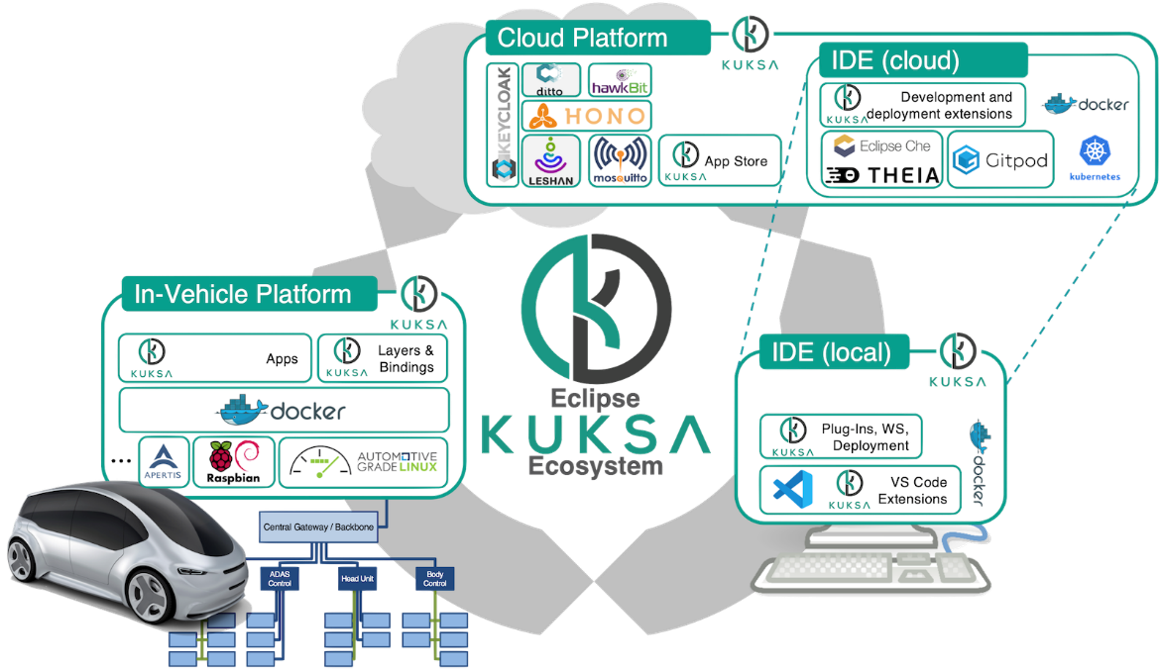 Cloud Platform
KUKSA
KEYCLOAK
ditto
hawkBit
HONO
LESHAN
mosquitto
KUKSA
App Store
IDE (cloud)
KUKSA
Development and
deployment extensions
docker
Eclipse Che
THEIA
Gitpod
kubernetes
In-Vehicle Platform
KUKSA
KUKSA
Apps
KUKSA
Layers &
Bindings
docker
...
APERTIS
Raspbian
AUTOMOTIVE
GRADE LINUX
Central Gateway / Backbone
ADAS
Control
Head Unit
Body
Control
Eclipse
KUKSA
Ecosystem
IDE (local)
KUKSA
KUKSA
Plug-Ins, WS,
Deployment
KUKSA
VS Code
Extensions
docker